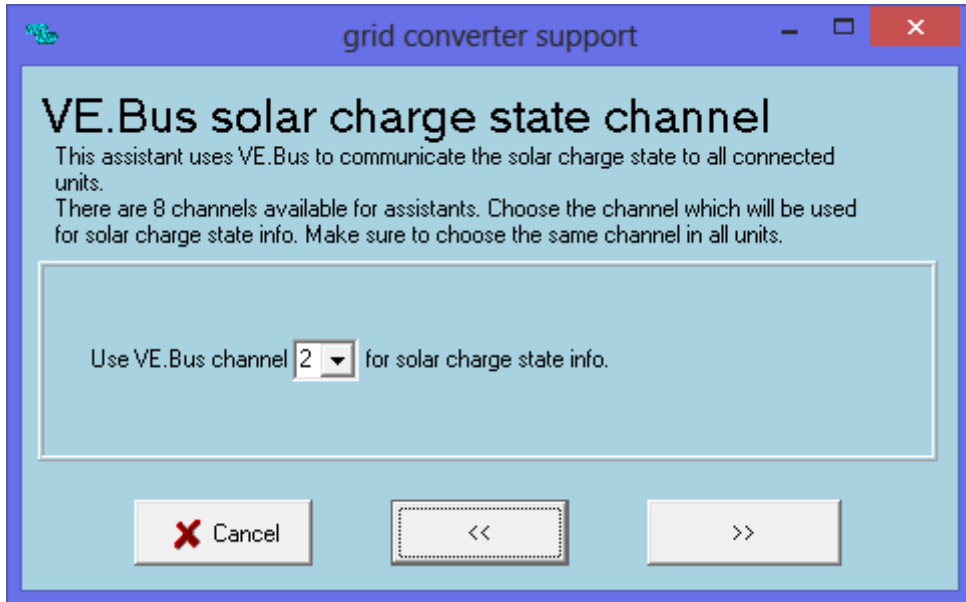 grid converter support
VE.Bus solar charge state channel
This assistant uses VE.Bus to communicate the solar charge state to all connected
units.
There are 8 channels available for assistants. Choose the channel which will be used
for solar charge state info. Make sure to choose the same channel in all units.
Use VE.Bus channel 2 for solar charge state info.
Cancel << >>